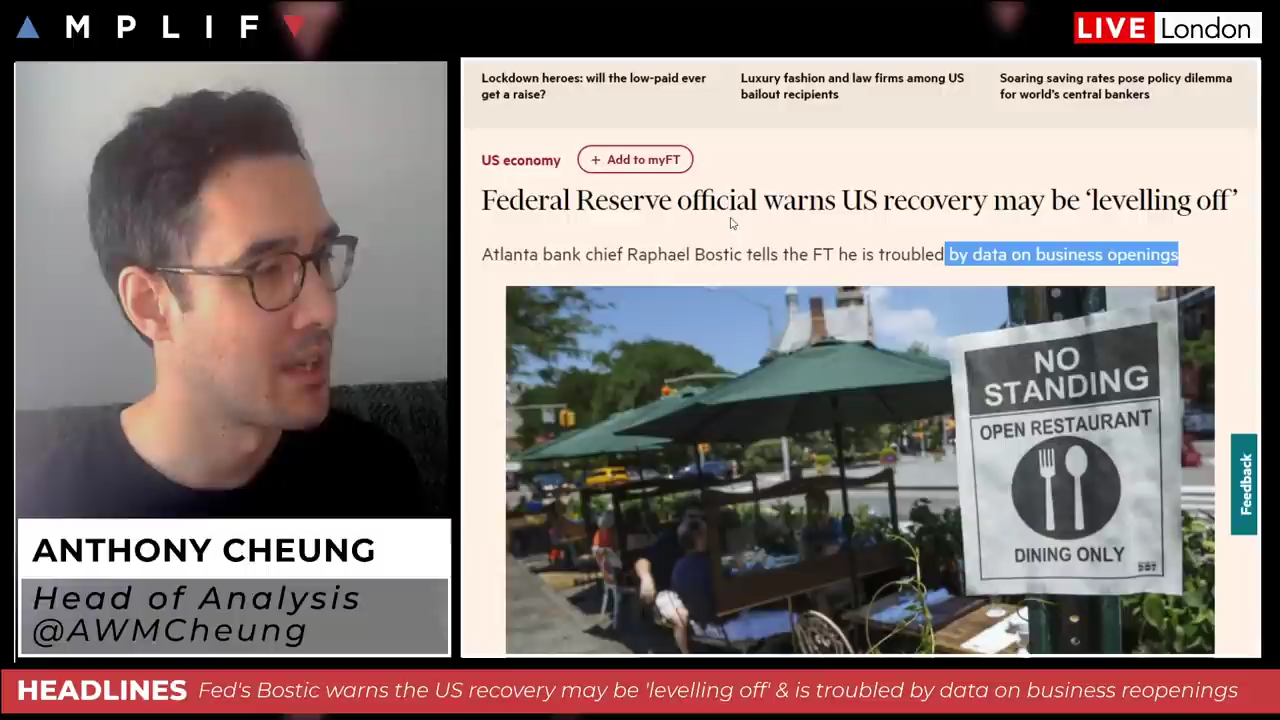 AMPLIFY
LIVE London
Lockdown heroes: will the low-paid ever
get a raise?
Luxury fashion and law firms among US
bailout recipients
Soaring saving rates pose policy dilemma
for world's central bankers
US economy
+ Add to myFT
Federal Reserve official warns US recovery may be ‘levelling off’
Atlanta bank chief Raphael Bostic tells the FT he is troubled by data on business openings
NO
STANDING
OPEN RESTAURANT
DINING ONLY
Feedback
ANTHONY CHEUNG
Head of Analysis
@AWMCheung
HEADLINES Fed's Bostic warns the US recovery may be 'levelling off' & is troubled by data on business reopenings